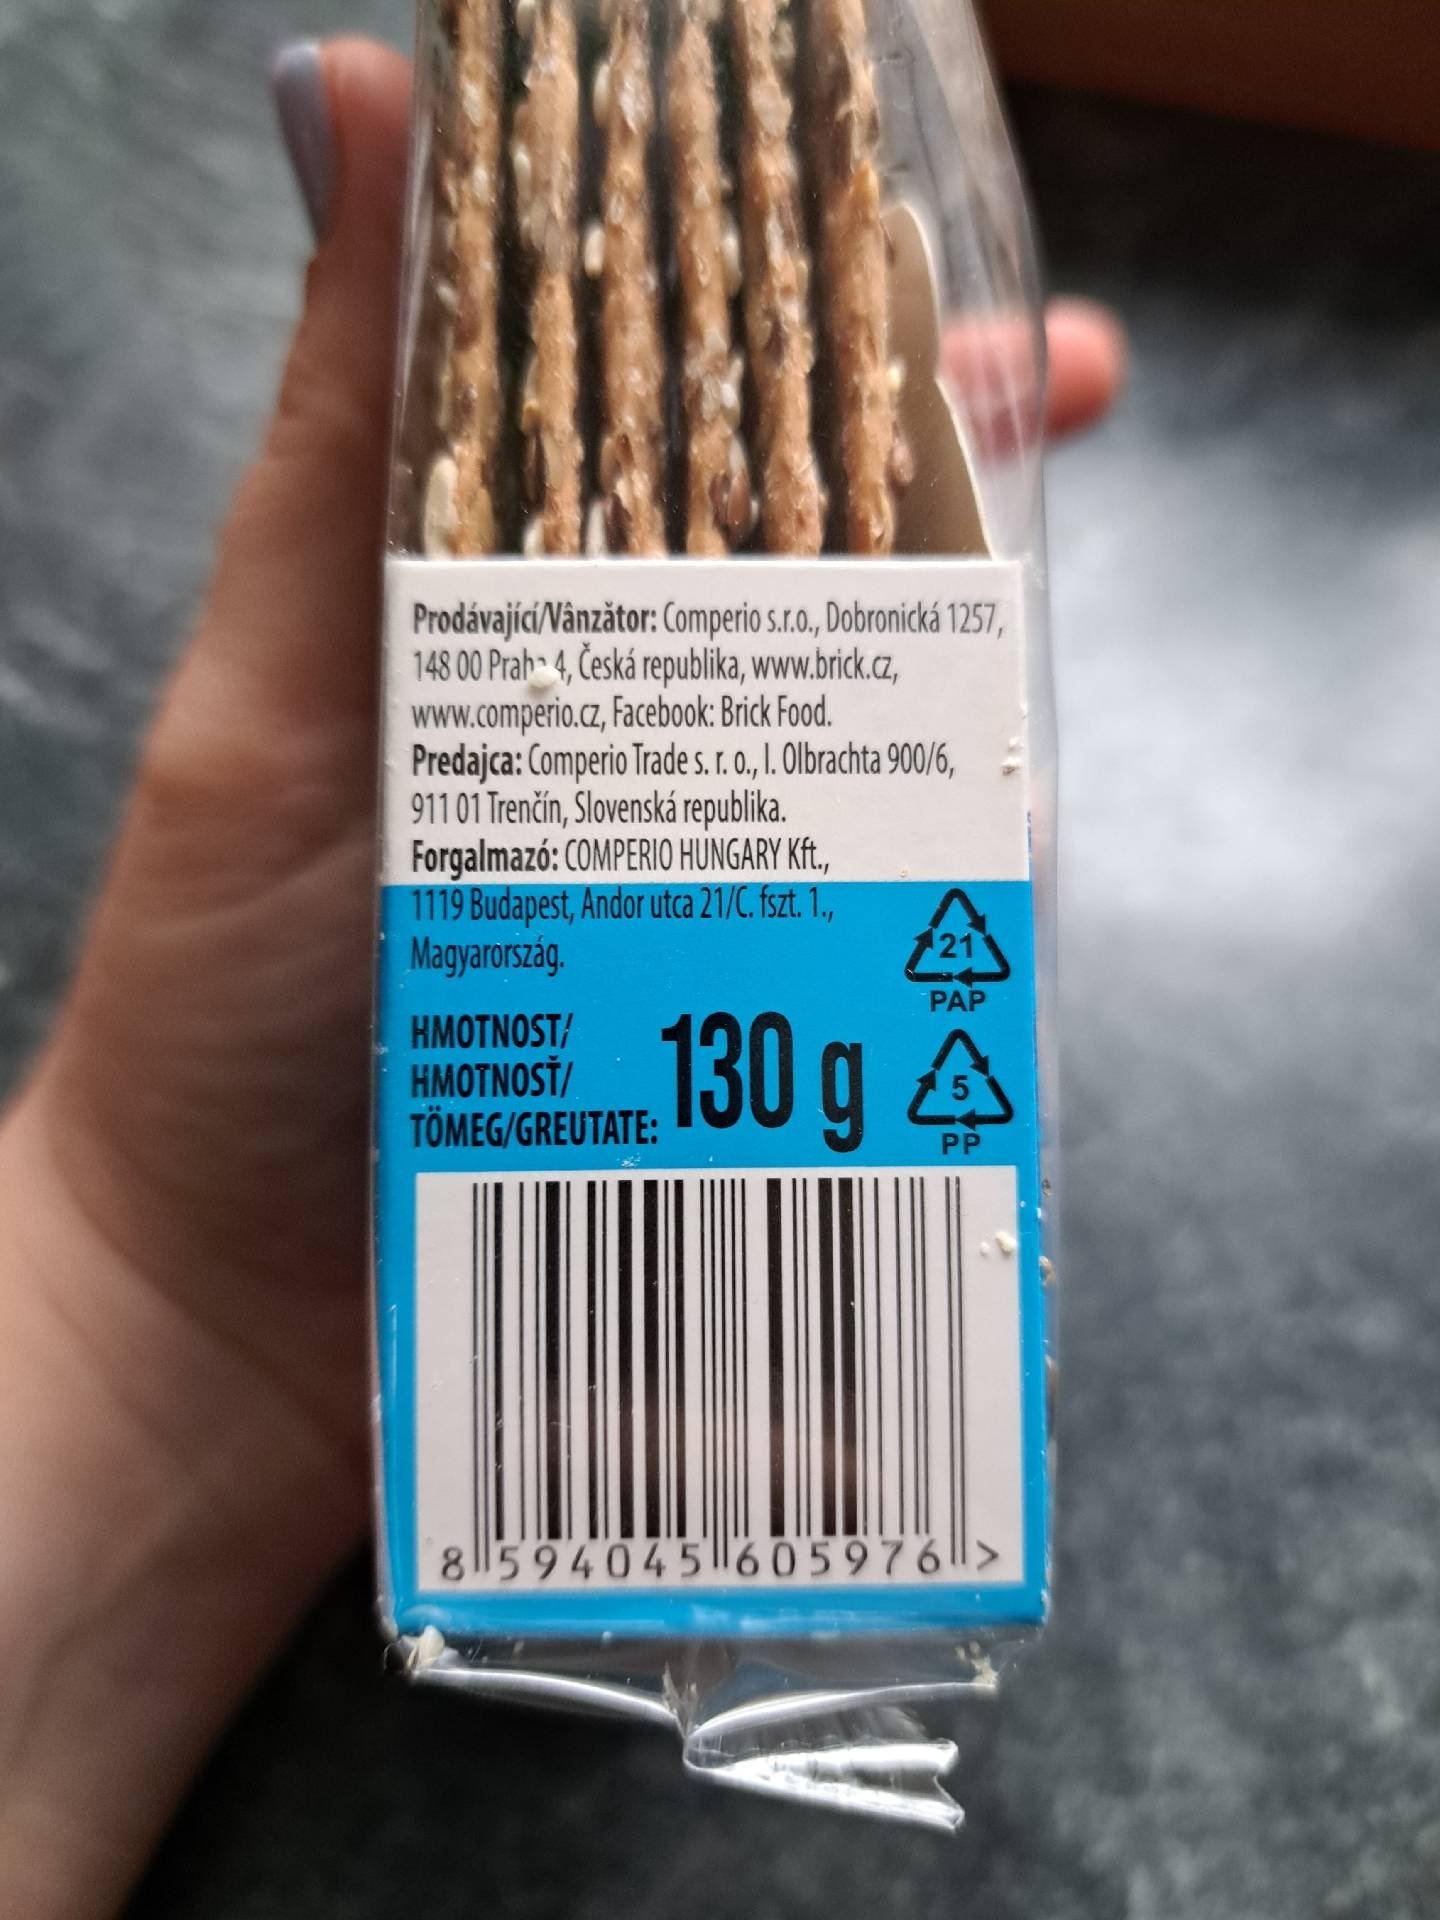 Prodávající/Vânzător: Comperio s.r.o., Dobronická 1257,
148 00 Praha 4, Česká republika, www.brick.cz,
www.comperio.cz, Facebook: Brick Food.
Predajca: Comperio Trade s. r. o., I. Olbrachta 900/6,
911 01 Trenčín, Slovenská republika.
Forgalmazó: COMPERIO HUNGARY Kft.,
1119 Budapest, Andor utca 21/C. fszt. 1.,
Magyarország.
21
PAP
HMOTNOST/
HMOTNOSŤ/
TÖMEG/GREUTATE:
130 g
5
PP
8 594045 605976 >